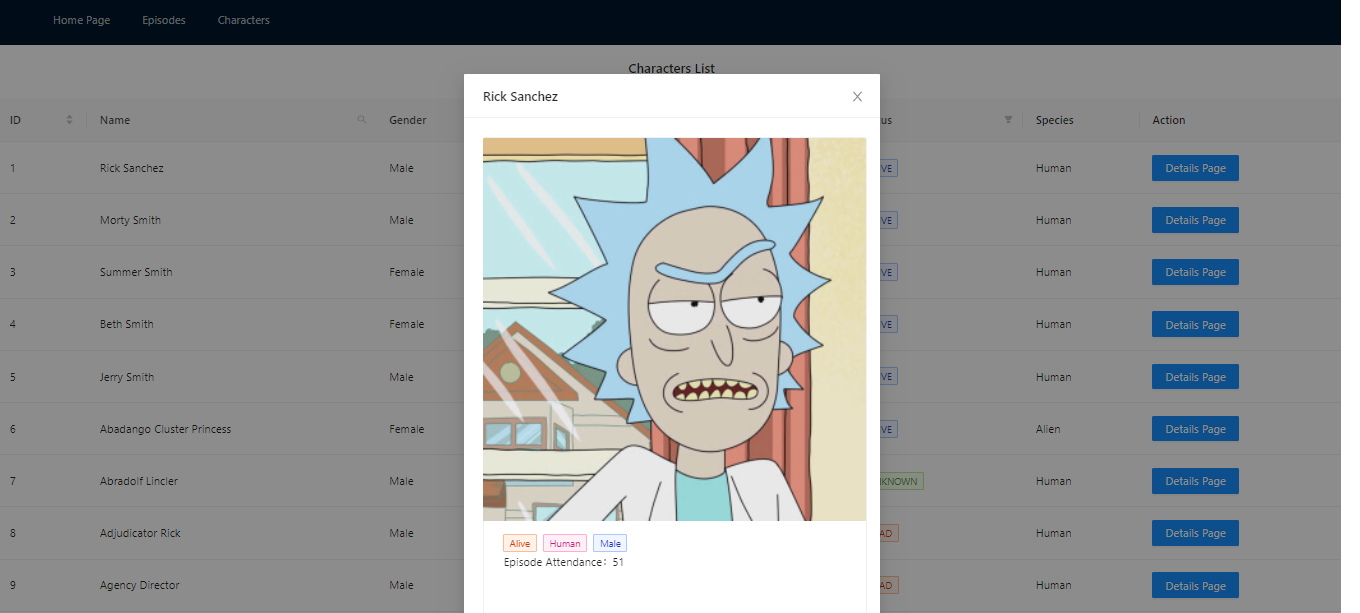 Home Page Episodes Characters
Characters List
Rick Sanchez
ID Name Gender us Species Action
1 Rick Sanchez Male VE Human Details Page
2 Morty Smith Male VE Human Details Page
3 Summer Smith Female VE Human Details Page
4 Beth Smith Female VE Human Details Page
5 Jerry Smith Male VE Human Details Page
6 Abadango Cluster Princess Female VE Alien Details Page
7 Abradolf Lincler Male KNOWN Human Details Page
8 Adjudicator Rick Male AD Human Details Page
Alive Human Male
Episode Attendance: 51
9 Agency Director Male AD Human Details Page